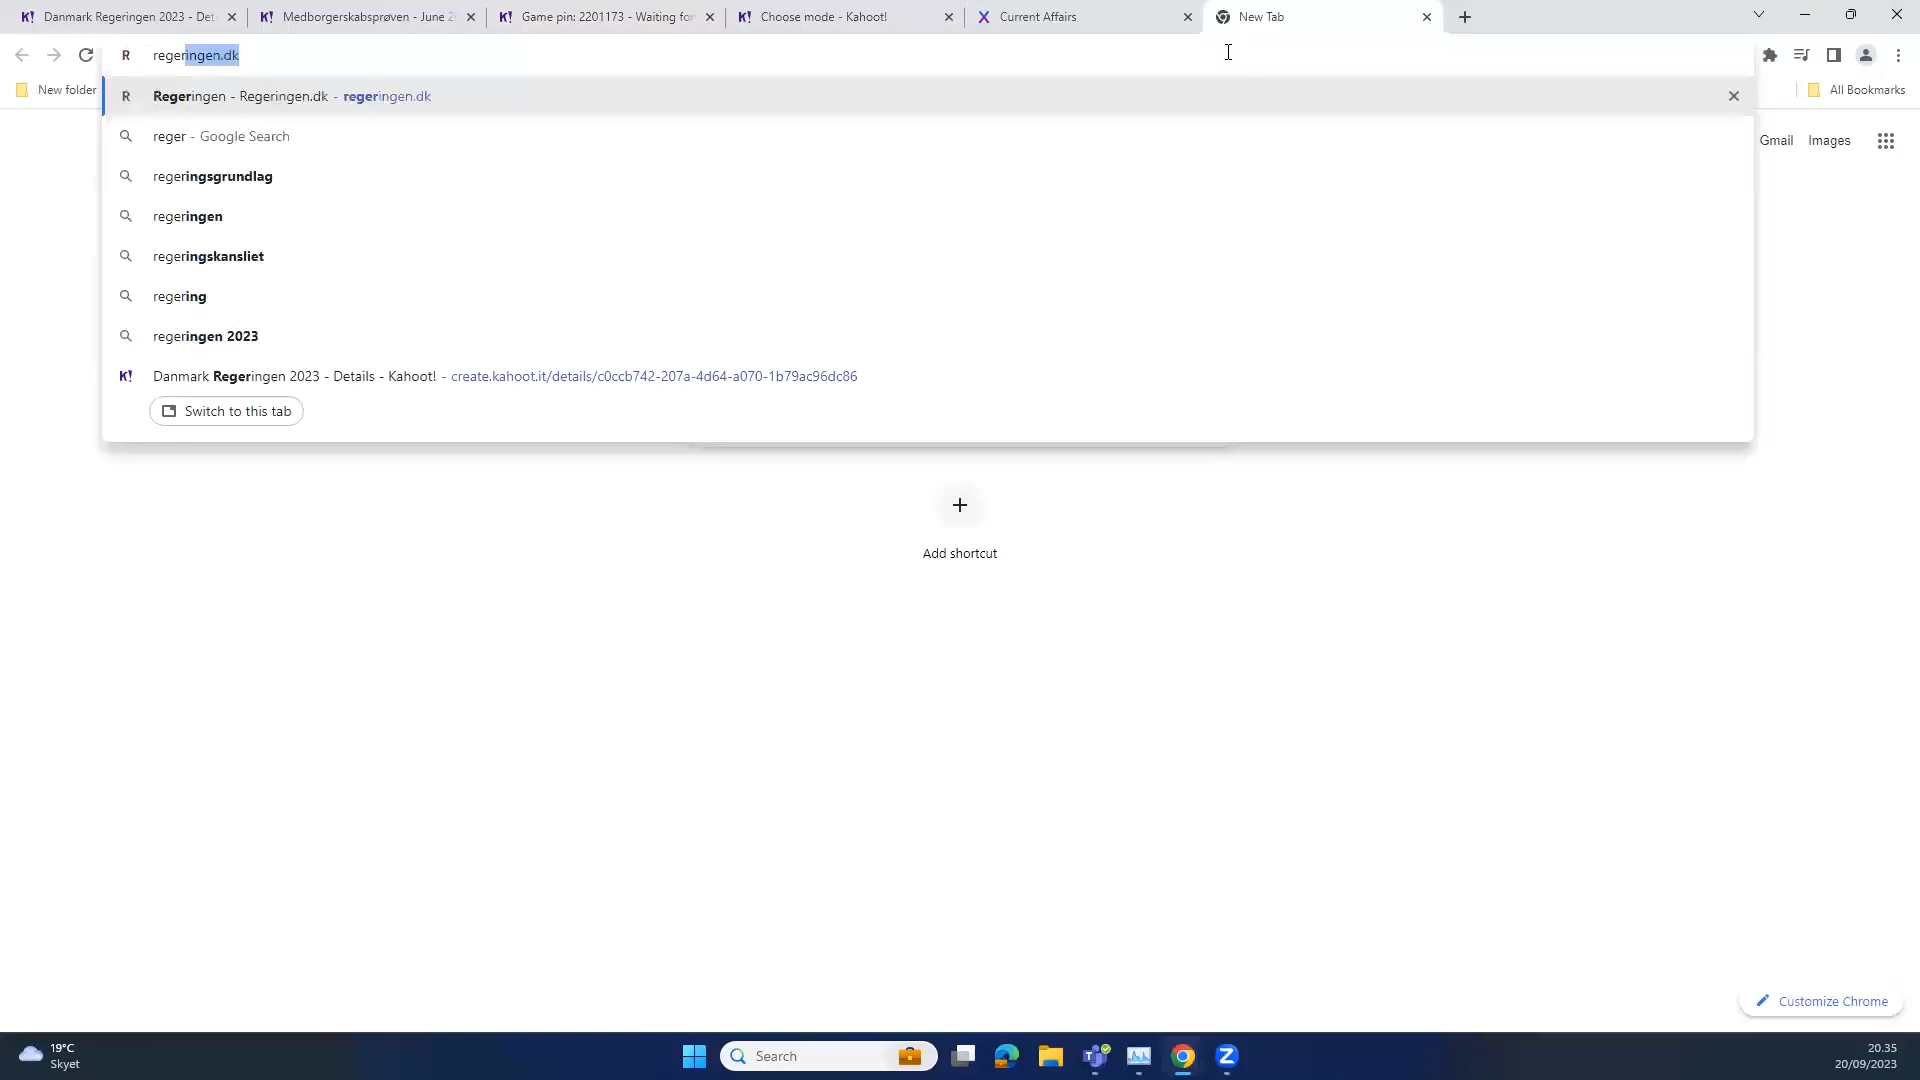 Danmark Regeringen 2023 - Det
Medborgerskabsprøven - June 2
Game pin: 2201173 - Waiting for
Choose mode - Kahoot!
Current Affairs
New Tab
R regeringen.dk
New folder
All Bookmarks
R Regeringen - Regeringen.dk - regeringen.dk
reger - Google Search
Gmail Images
regeringsgrundlag
regeringen
regeringskansliet
regering
regeringen 2023
K! Danmark Regeringen 2023 - Details - Kahoot! - create.kahoot.it/details/c0ccb742-207a-4d64-a070-1b79ac96dc86
Switch to this tab
Add shortcut
Customize Chrome
19°C
Skyet
Search
20.35
20/09/2023